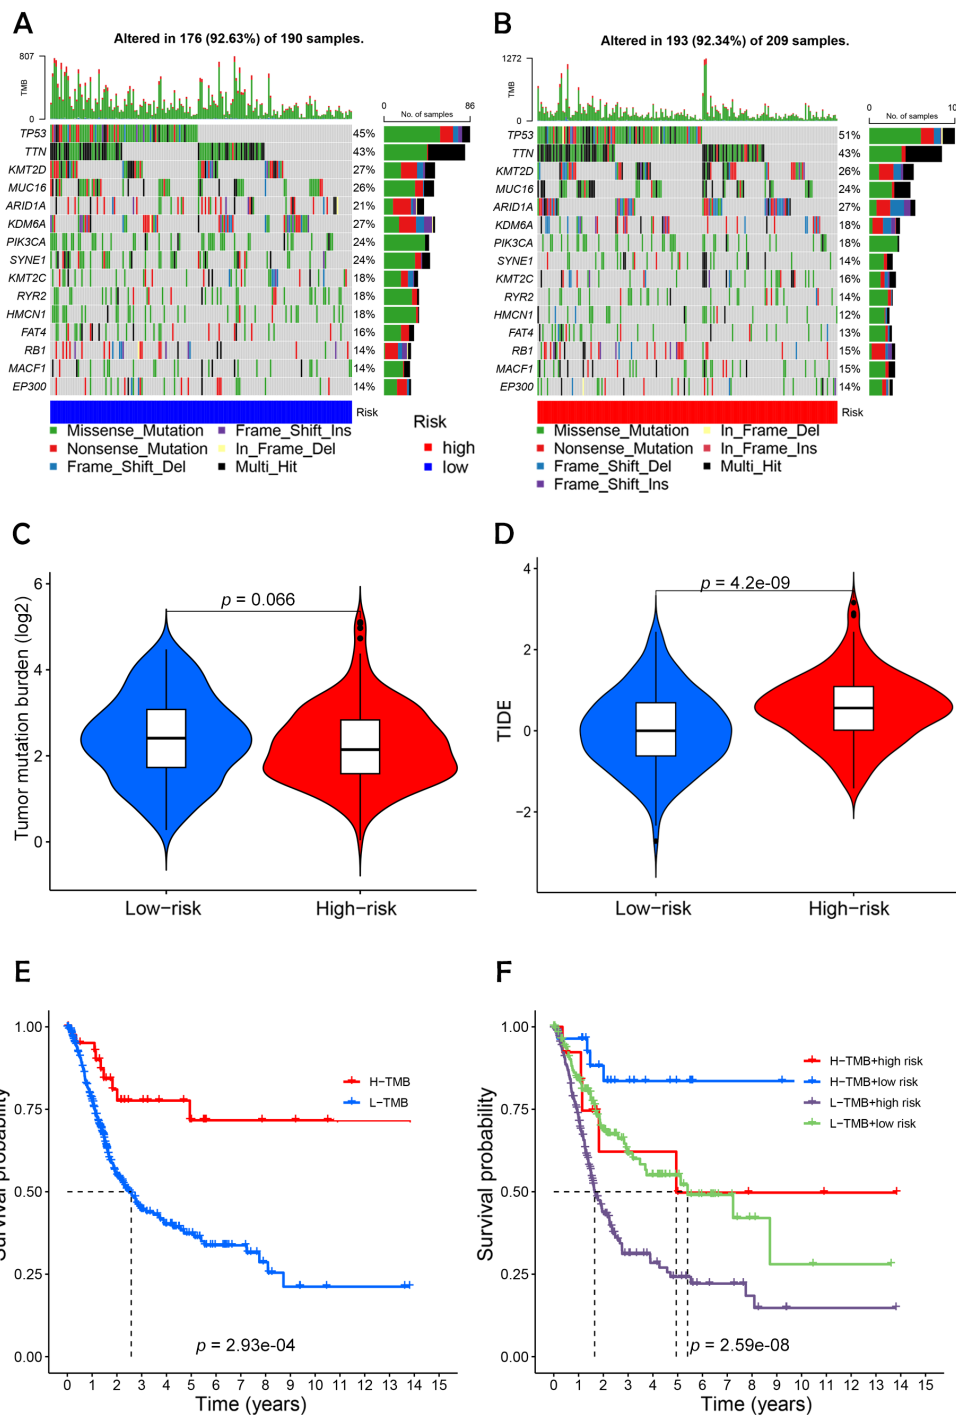 A
Altered in 176 (92.63%) of 190 samples.
807
TMB
0
0 86
No. of samples
TP53 45%
TTN 43%
KMT2D 27%
MUC16 26%
ARID1A 21%
KDM6A 27%
PIK3CA 24%
SYNE1 24%
KMT2C 18%
RYR2 18%
HMCN1 18%
FAT4 16%
RB1 14%
MACF1 14%
EP300 14%
Risk
Missense_Mutation Frame_Shift_Ins
Nonsense_Mutation In_Frame_Del
Frame_Shift_Del Multi_Hit
Risk
high
low
B
Altered in 193 (92.34%) of 209 samples.
1272
TMB
0
0 10
No. of samples
TP53 51%
TTN 43%
KMT2D 26%
MUC16 24%
ARID1A 27%
KDM6A 18%
PIK3CA 18%
SYNE1 14%
KMT2C 16%
RYR2 14%
HMCN1 12%
FAT4 13%
RB1 15%
MACF1 15%
EP300 14%
Risk
Missense_Mutation In_Frame_Del
Nonsense_Mutation In_Frame_Ins
Frame_Shift_Del Multi_Hit
Frame_Shift_Ins
C
Tumor mutation burden (log2)
6
4
2
0
p = 0.066
Low−risk High−risk
D
TIDE
4
2
0
−2
p = 4.2e−09
Low−risk High−risk
E
Survival probability
1.00
0.75
0.50
0.25
0.00
H−TMB
L−TMB
p = 2.93e−04
0 1 2 3 4 5 6 7 8 9 10 11 12 13 14 15
Time (years)
F
Survival probability
1.00
0.75
0.50
0.25
0.00
H−TMB+high risk
H−TMB+low risk
L−TMB+high risk
L−TMB+low risk
p = 2.59e−08
0 1 2 3 4 5 6 7 8 9 10 11 12 13 14 15
Time (years)